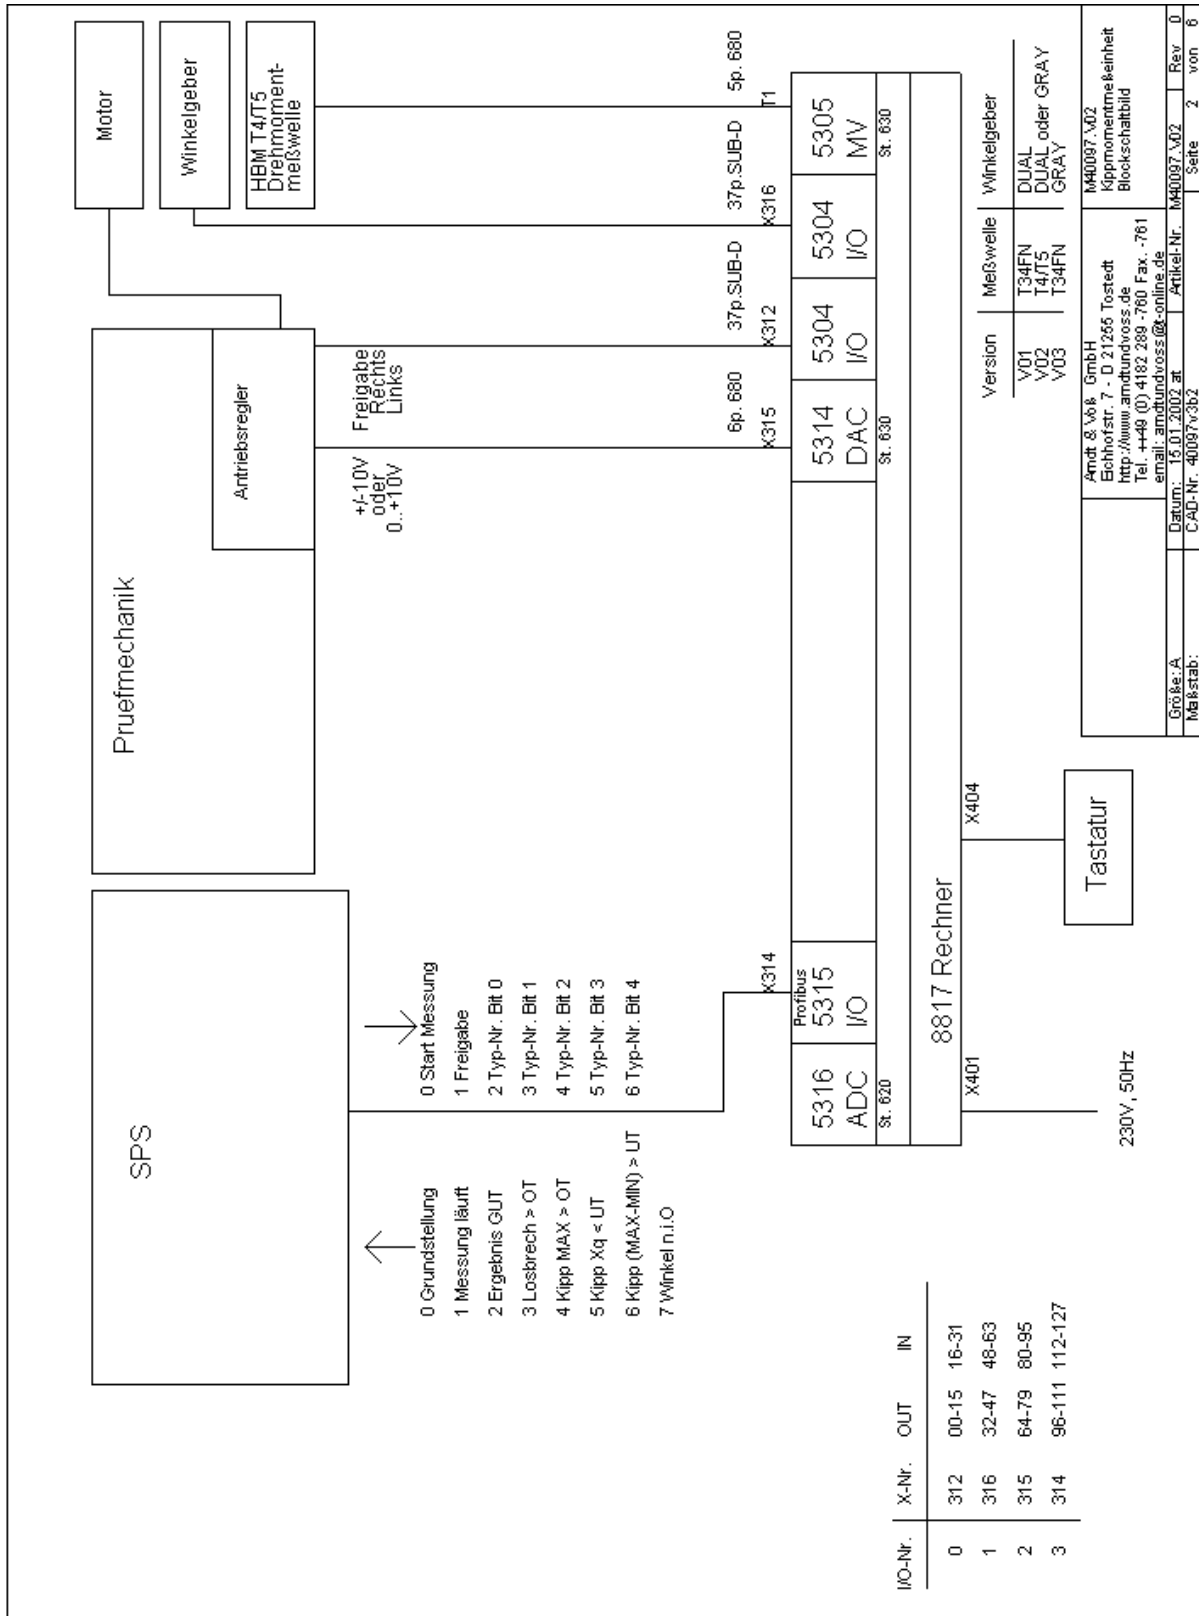 SPS
Pruefmechanik
Antriebsregler
Motor
Winkelgeber
HBM T4/T5
Drehmoment-
meßwelle
0 Grundstellung
1 Messung läuft
2 Ergebnis GUT
3 Losbrech > OT
4 Kipp MAX > OT
5 Kipp Xq < UT
6 Kipp (MAX-MIN) > UT
7 Winkel n.i.O
0 Start Messung
1 Freigabe
2 Typ-Nr. Bit 0
3 Typ-Nr. Bit 1
4 Typ-Nr. Bit 2
5 Typ-Nr. Bit 3
6 Typ-Nr. Bit 4
+/-10V
oder
0..+10V
Freigabe
Rechts
Links
6p. 680
37p.SUB-D
37p.SUB-D
5p. 680
X314
X315
X312
X316
T1
5316
ADC
St. 620
Profibus
5315
I/O
5314
DAC
St. 630
5304
I/O
5304
I/O
5305
MV
St. 630
8817 Rechner
X401
X404
230V, 50Hz
Tastatur
I/O-Nr. X-Nr. OUT IN
0 312 00-15 16-31
1 316 32-47 48-63
2 315 64-79 80-95
3 314 96-111 112-127
Version Meßwelle Winkelgeber
V01 T34FN DUAL
V02 T4/T5 DUAL oder GRAY
V03 T34FN GRAY
Arndt & Voß GmbH
Eichhofstr. 7 - D 21255 Tostedt
http://www.arndtundvoss.de
Tel. ++49 (0) 4182 289 -760 Fax. -761
email: arndtundvoss@t-online.de
M40097.V02
Kippmomentmeßeinheit
Blockschaltbild
Größe: A Datum: 15.01.2002 at Artikel-Nr. M40097.V02 Rev 0
Maßstab: CAD-Nr. 40097v3b2 Seite 2 von 6